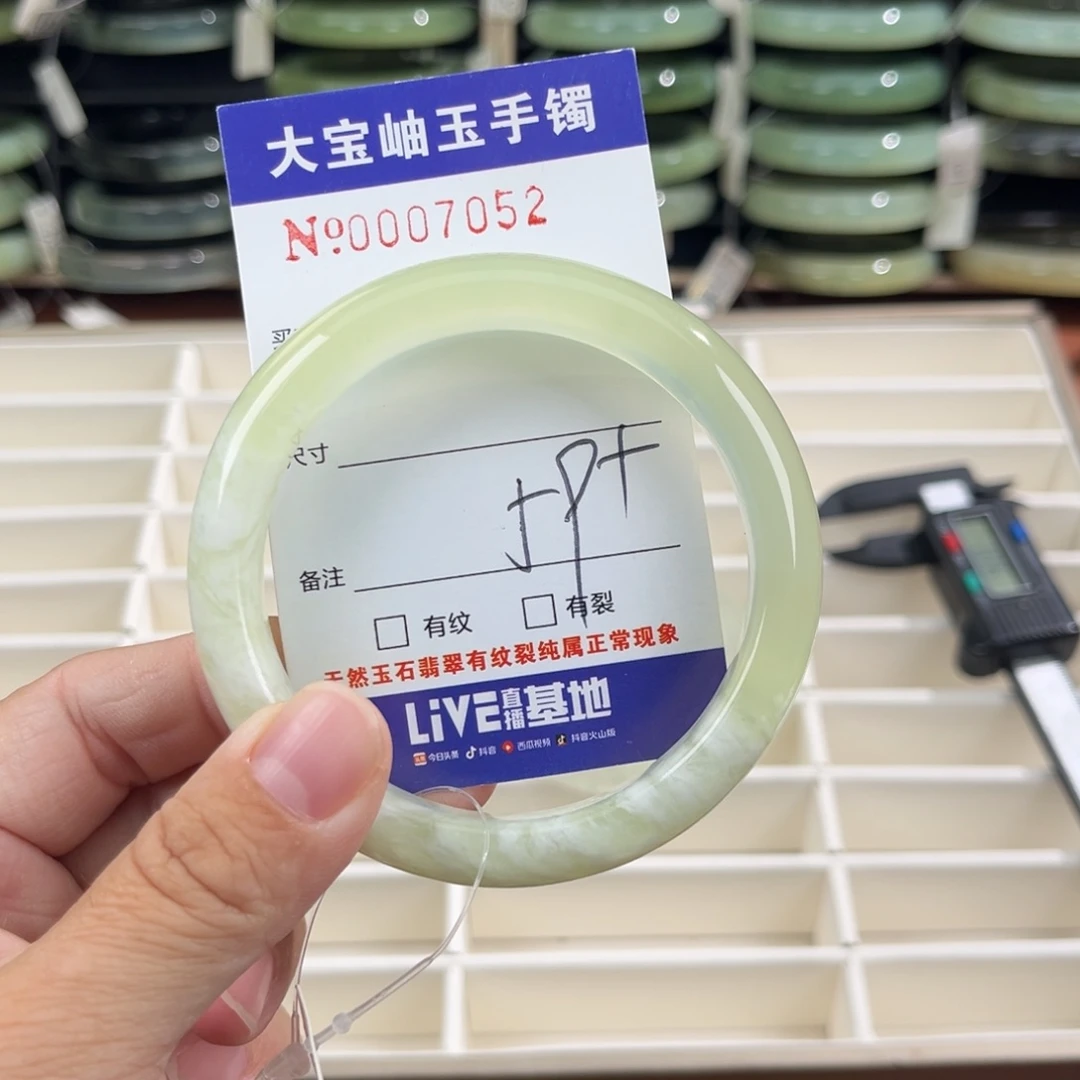 大宝岫玉手镯
№0007052
买
尺寸
备注
□ 有纹 □ 有裂
天然玉石翡翠有纹裂纯属正常现象
LiVE直播基地
今日头条 抖音 西瓜视频 抖音火山版